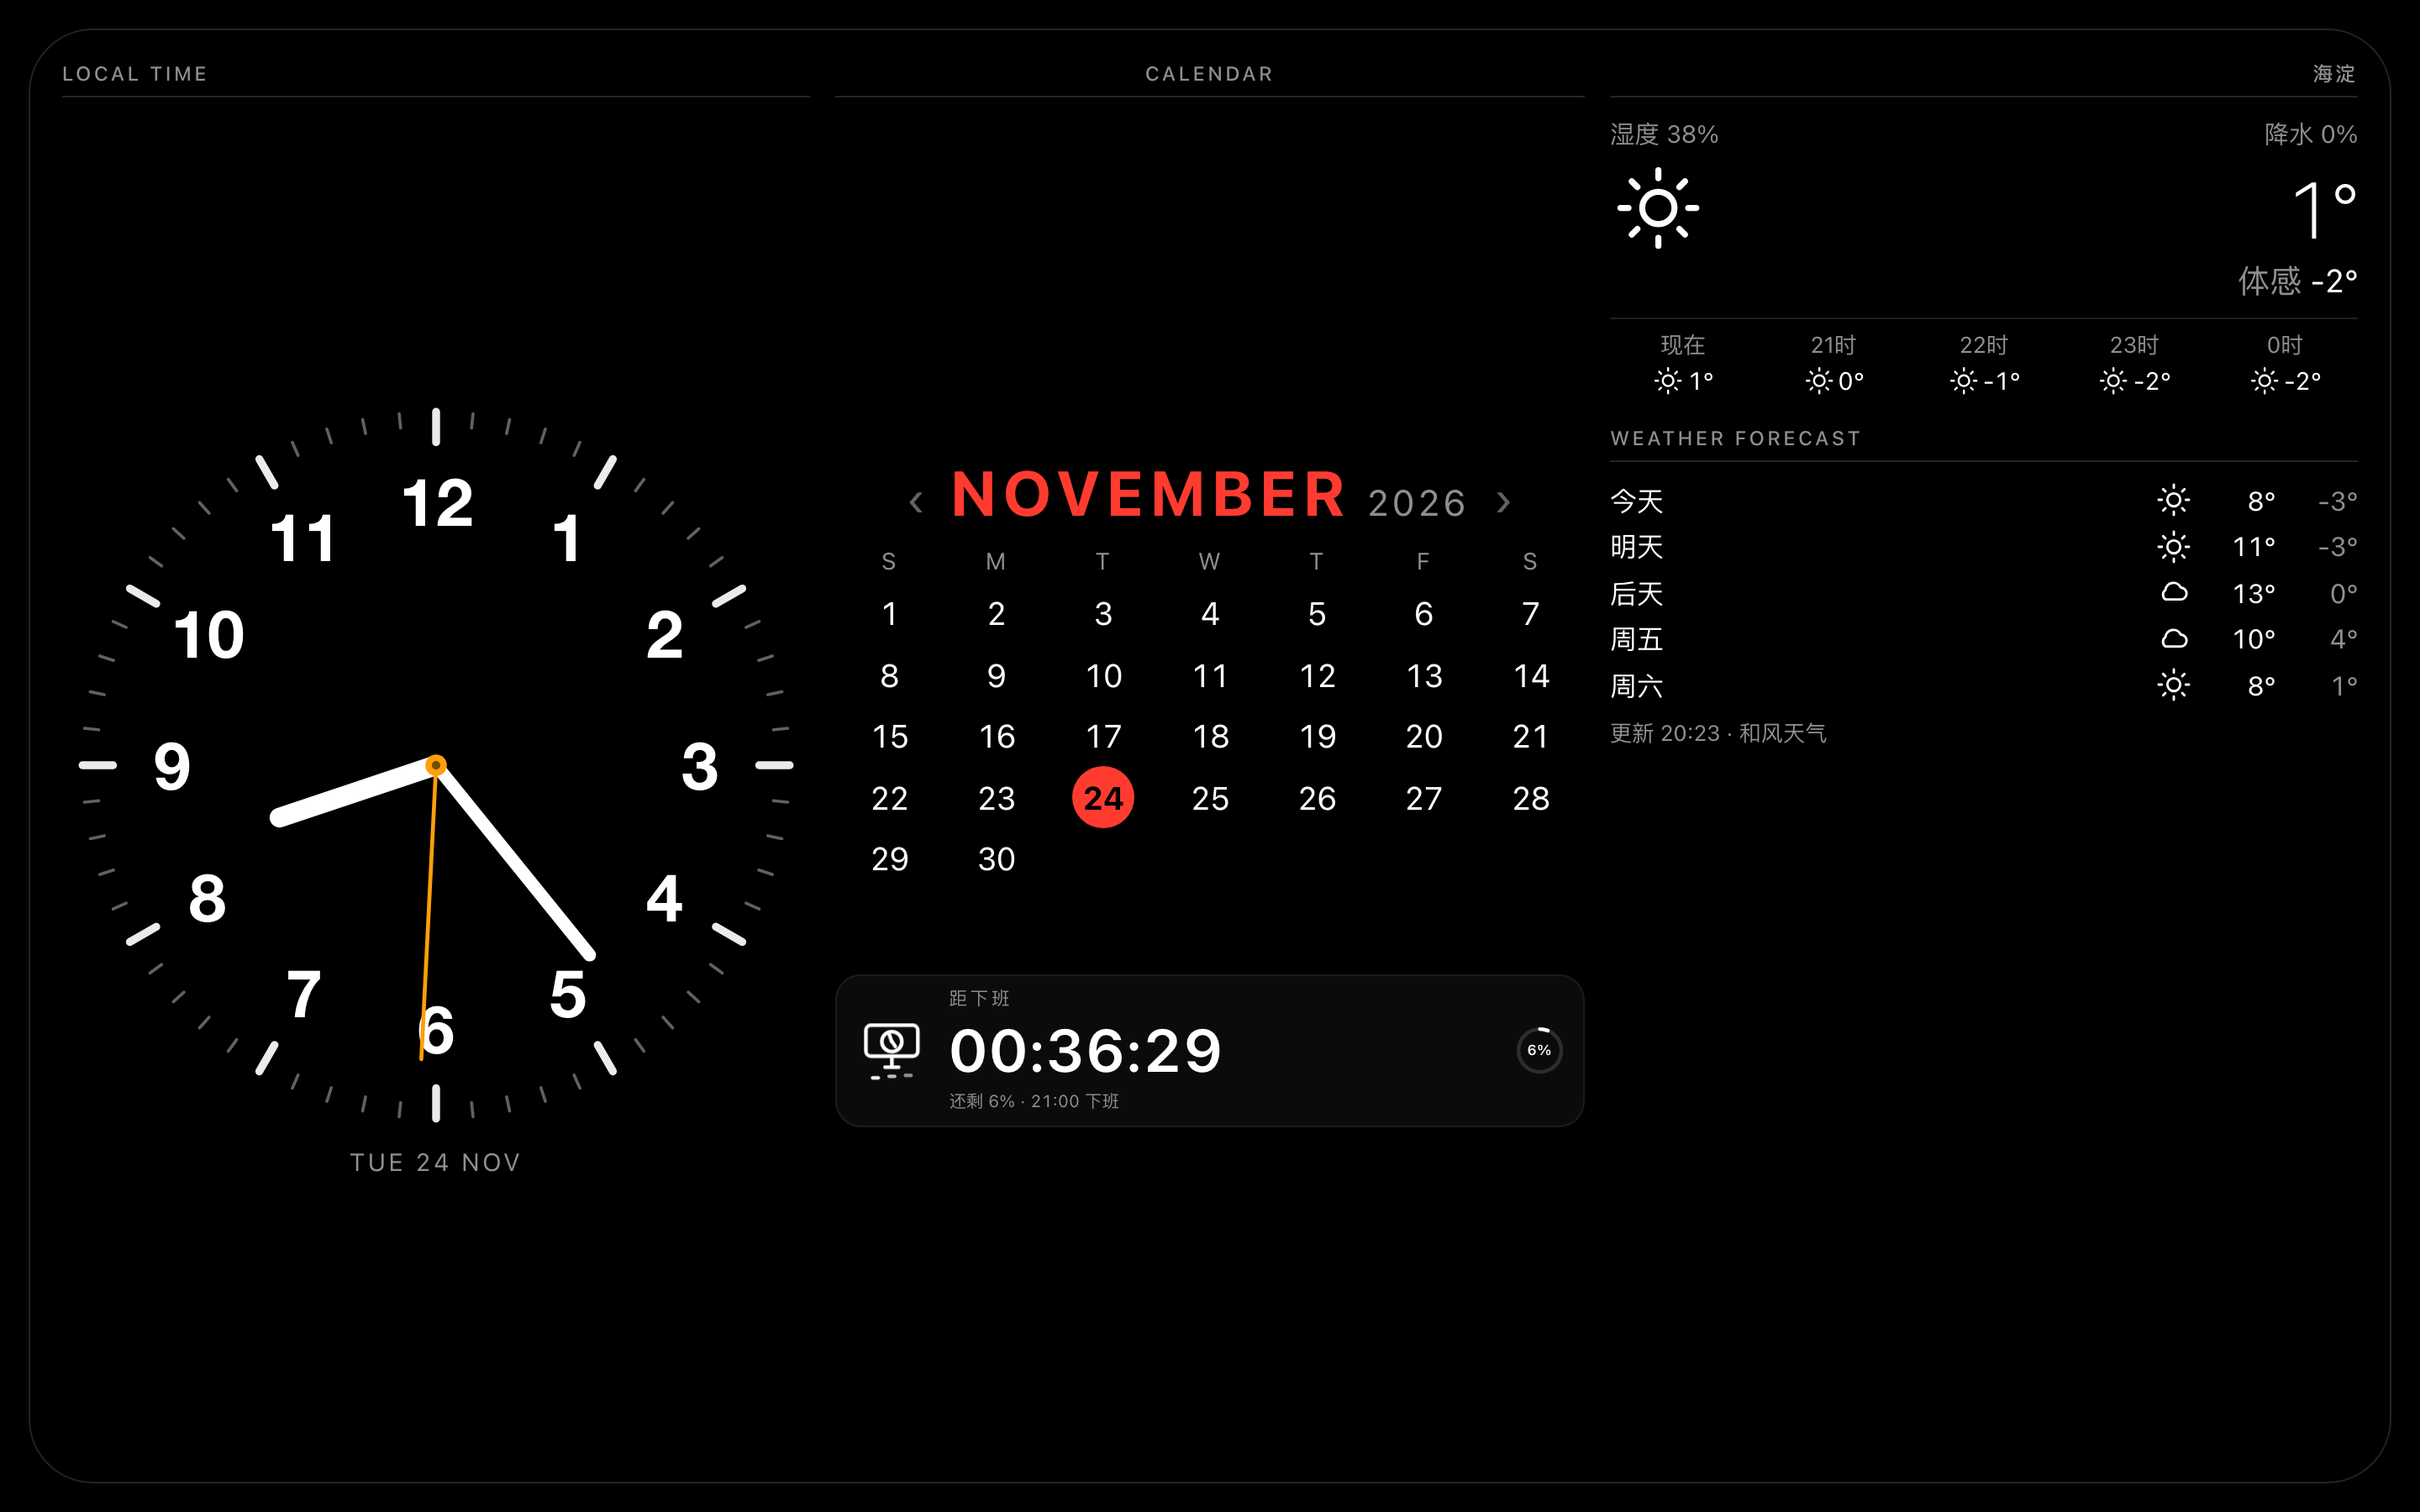 LOCAL TIME
12
11
1
10
2
9
3
8
4
7
5
6
TUE 24 NOV
CALENDAR
‹ NOVEMBER 2026 ›
S M T W T F S
1 2 3 4 5 6 7
8 9 10 11 12 13 14
15 16 17 18 19 20 21
22 23 24 25 26 27 28
29 30
距下班
00:36:29
6%
还剩 6% · 21:00 下班
海淀
湿度 38% 降水 0%
1°
体感 -2°
现在 21时 22时 23时 0时
1° 0° -1° -2° -2°
WEATHER FORECAST
今天 8° -3°
明天 11° -3°
后天 13° 0°
周五 10° 4°
周六 8° 1°
更新 20:23 · 和风天气